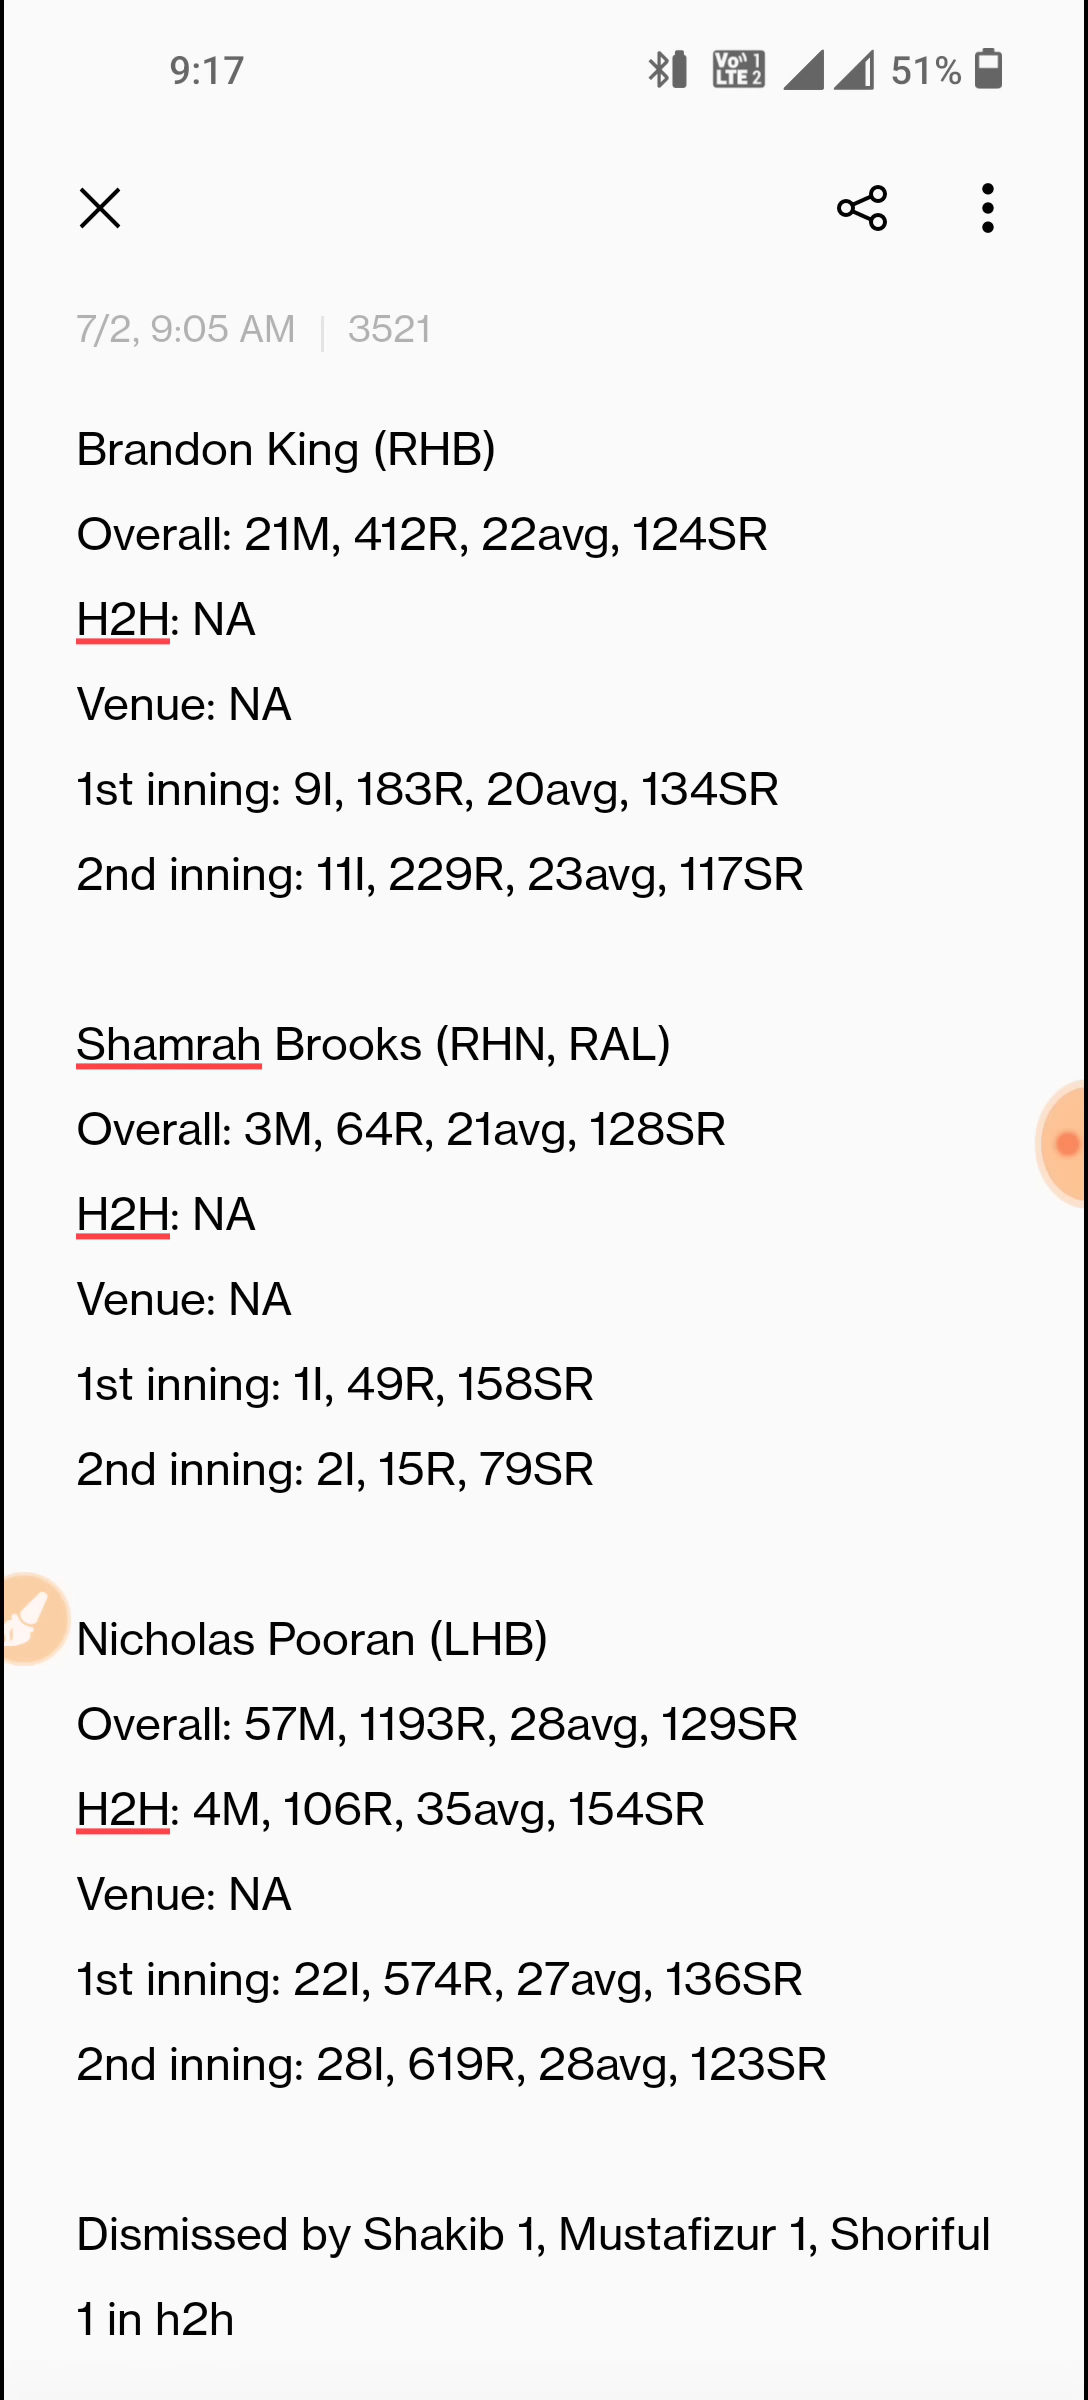 9:17
Vo)) 1
LTE 2
51%
7/2, 9:05 AM | 3521
Brandon King (RHB)
Overall: 21M, 412R, 22avg, 124SR
H2H: NA
Venue: NA
1st inning: 9I, 183R, 20avg, 134SR
2nd inning: 11I, 229R, 23avg, 117SR
Shamrah Brooks (RHN, RAL)
Overall: 3M, 64R, 21avg, 128SR
H2H: NA
Venue: NA
1st inning: 1I, 49R, 158SR
2nd inning: 2I, 15R, 79SR
Nicholas Pooran (LHB)
Overall: 57M, 1193R, 28avg, 129SR
H2H: 4M, 106R, 35avg, 154SR
Venue: NA
1st inning: 22I, 574R, 27avg, 136SR
2nd inning: 28I, 619R, 28avg, 123SR
Dismissed by Shakib 1, Mustafizur 1, Shoriful
1 in h2h